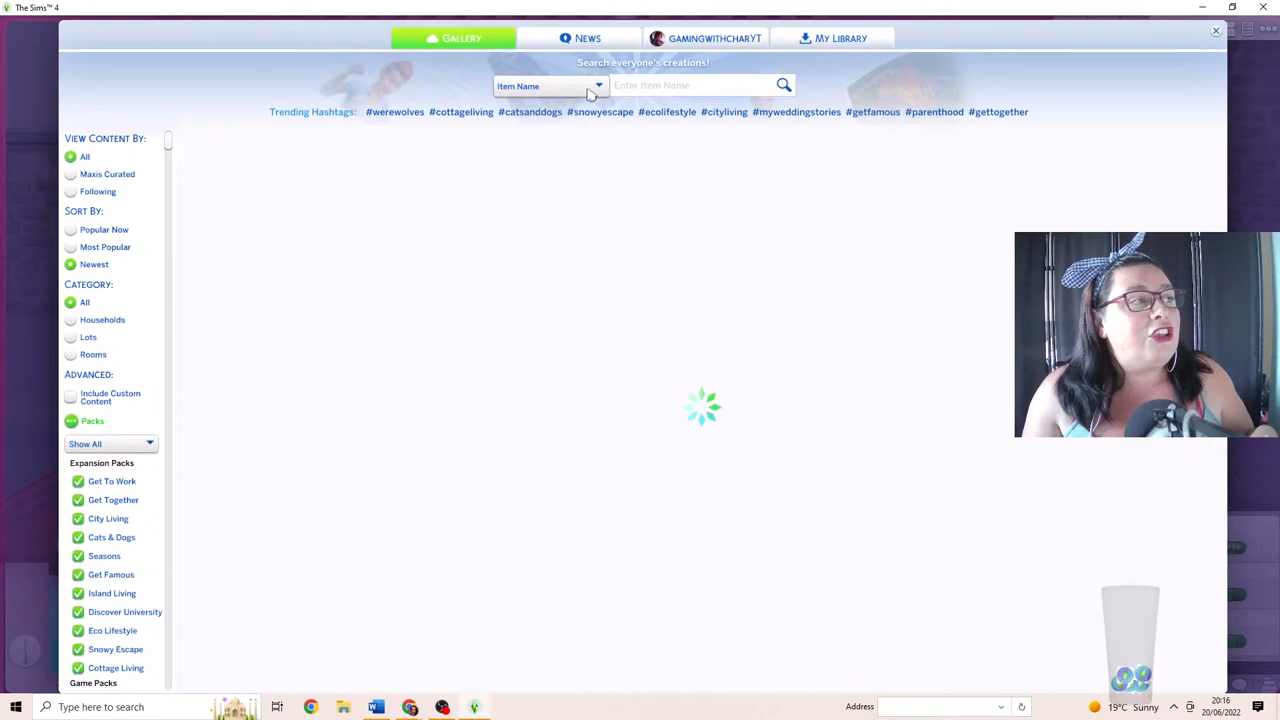 The Sims™ 4
GALLERY
NEWS
GAMINGWITHCHARYT
MY LIBRARY
Search everyone's creations!
Item Name
Enter Item Name
Trending Hashtags: #werewolves #cottageliving #catsanddogs #snowyescape #ecolifestyle #cityliving #myweddingstories #getfamous #parenthood #gettogether
VIEW CONTENT BY:
All
Maxis Curated
Following
SORT BY:
Popular Now
Most Popular
Newest
CATEGORY:
All
Households
Lots
Rooms
ADVANCED:
Include Custom
Content
Packs
Show All
Expansion Packs
Get To Work
Get Together
City Living
Cats & Dogs
Seasons
Get Famous
Island Living
Discover University
Eco Lifestyle
Snowy Escape
Cottage Living
Game Packs
Type here to search
Address
19°C Sunny
20:16
20/06/2022